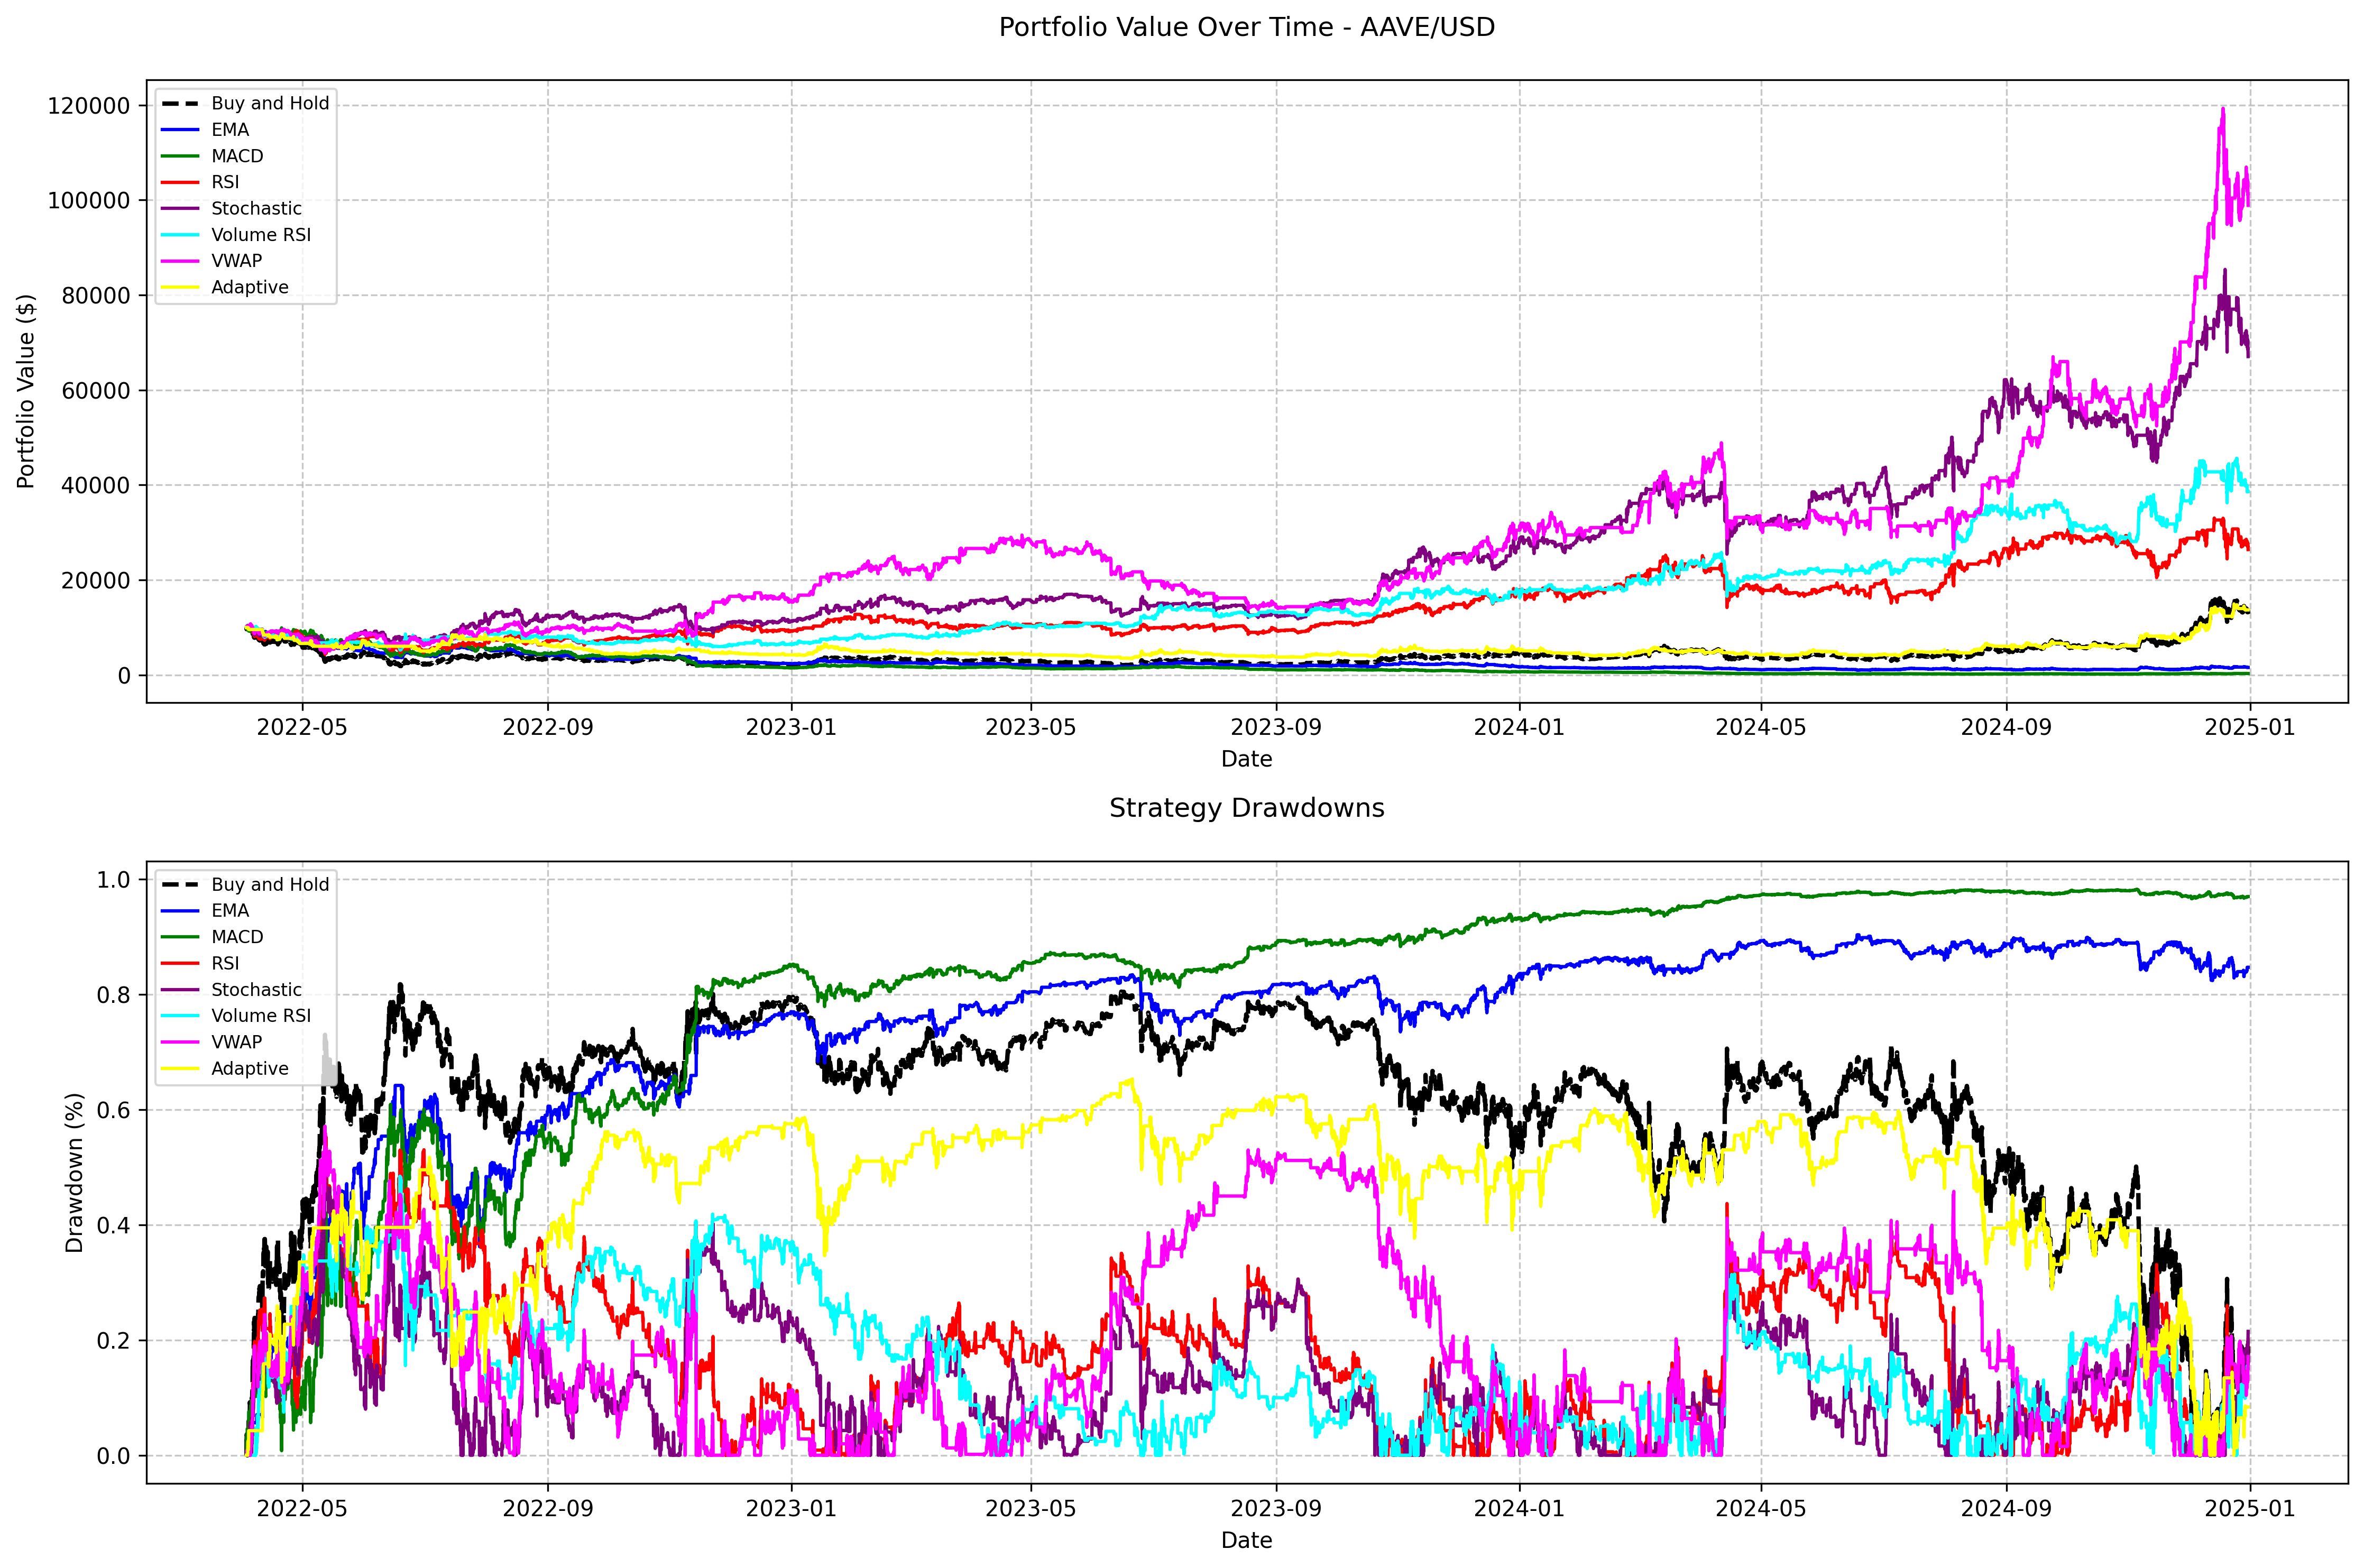 Portfolio Value Over Time - AAVE/USD
Portfolio Value ($)
120000
100000
80000
60000
40000
20000
0
Buy and Hold
EMA
MACD
RSI
Stochastic
Volume RSI
VWAP
Adaptive
2022-05
2022-09
2023-01
2023-05
2023-09
2024-01
2024-05
2024-09
2025-01
Date
Strategy Drawdowns
Drawdown (%)
1.0
0.8
0.6
0.4
0.2
0.0
Buy and Hold
EMA
MACD
RSI
Stochastic
Volume RSI
VWAP
Adaptive
2022-05
2022-09
2023-01
2023-05
2023-09
2024-01
2024-05
2024-09
2025-01
Date